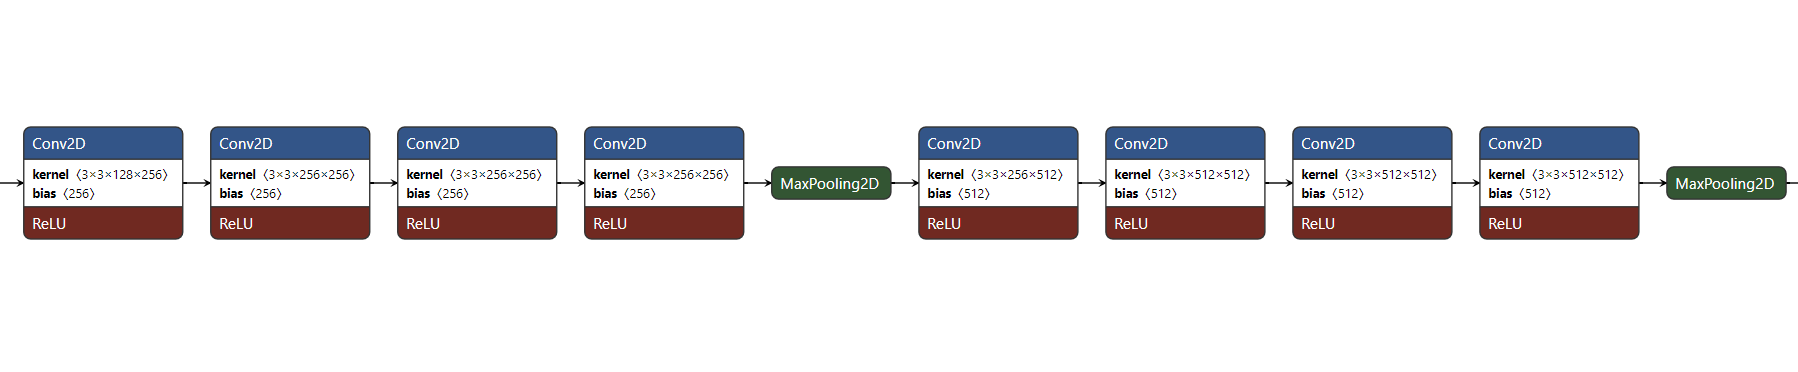 Conv2D
kernel 〈3×3×128×256〉
bias 〈256〉
ReLU
Conv2D
kernel 〈3×3×256×256〉
bias 〈256〉
ReLU
Conv2D
kernel 〈3×3×256×256〉
bias 〈256〉
ReLU
Conv2D
kernel 〈3×3×256×256〉
bias 〈256〉
ReLU
MaxPooling2D
Conv2D
kernel 〈3×3×256×512〉
bias 〈512〉
ReLU
Conv2D
kernel 〈3×3×512×512〉
bias 〈512〉
ReLU
Conv2D
kernel 〈3×3×512×512〉
bias 〈512〉
ReLU
Conv2D
kernel 〈3×3×512×512〉
bias 〈512〉
ReLU
MaxPooling2D